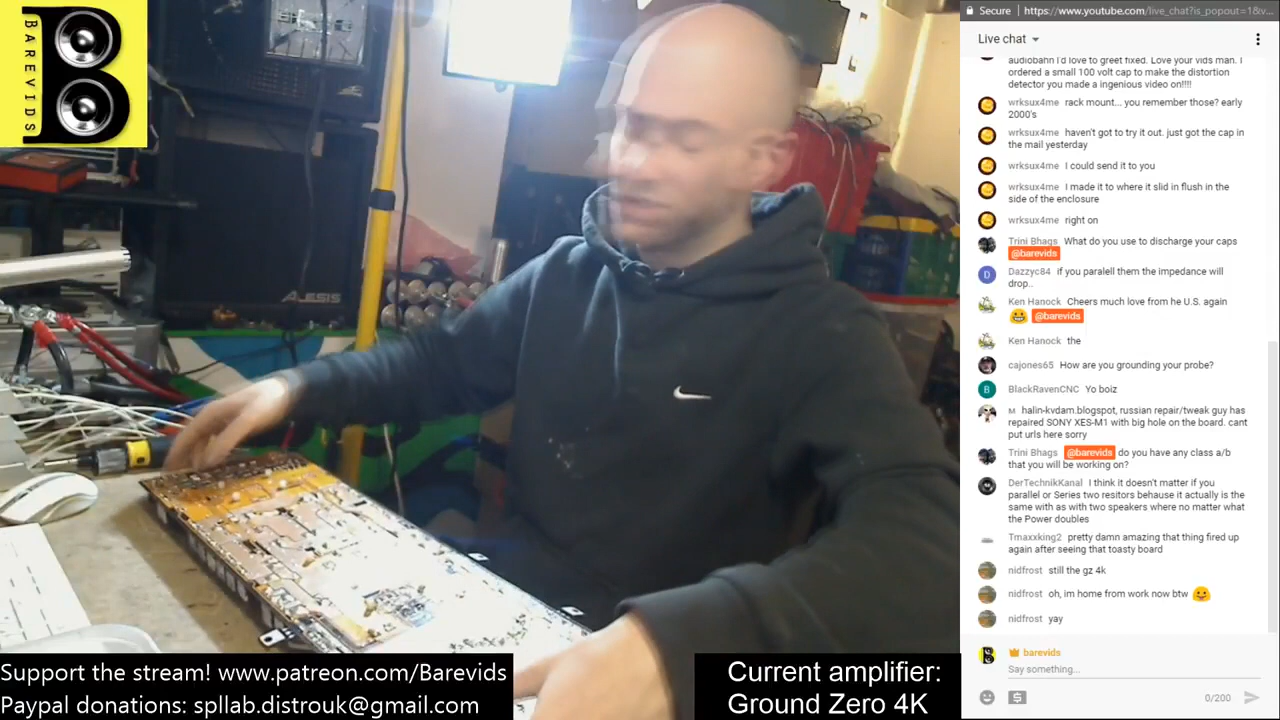 BAREVIDS
B
ALESIS
Support the stream! www.patreon.com/Barevids
Paypal donations: spllab.distrouk@gmail.com
Current amplifier:
Ground Zero 4K
Secure | https://www.youtube.com/live_chat?is_popout=1&v...
Live chat
audiobahn I'd love to greet fixed. Love your vids man. I
ordered a small 100 volt cap to make the distortion
detector you made a ingenious video on!!!!
wrksux4me rack mount... you remember those? early
2000's
wrksux4me haven't got to try it out. just got the cap in
the mail yesterday
wrksux4me I could send it to you
wrksux4me I made it to where it slid in flush in the
side of the enclosure
wrksux4me right on
Trini Bhags What do you use to discharge your caps
@barevids
D
Dazzyc84 if you paralell them the impedance will
drop..
Ken Hanock Cheers much love from he U.S. again
@barevids
Ken Hanock the
cajones65 How are you grounding your probe?
B
BlackRavenCNC Yo boiz
M halin-kvdam.blogspot, russian repair/tweak guy has
repaired SONY XES-M1 with big hole on the board. cant
put urls here sorry
Trini Bhags @barevids do you have any class a/b
that you will be working on?
DerTechnikKanal I think it doesn't matter if you
parallel or Series two resitors behause it actually is the
same with as with two speakers where no matter what
the Power doubles
Tmaxxking2 pretty damn amazing that thing fired up
again after seeing that toasty board
nidfrost still the gz 4k
nidfrost oh, im home from work now btw
nidfrost yay
barevids
Say something...
0/200